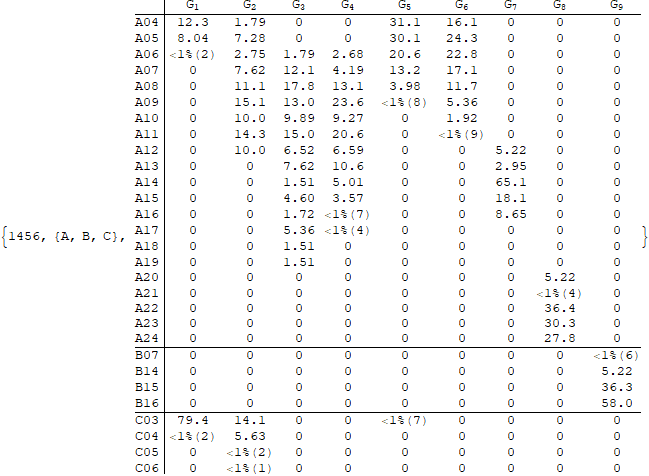 G1 G2 G3 G4 G5 G6 G7 G8 G9
A04 12.3 1.79 0 0 31.1 16.1 0 0 0
A05 8.04 7.28 0 0 30.1 24.3 0 0 0
A06 <1%(2) 2.75 1.79 2.68 20.6 22.8 0 0 0
A07 0 7.62 12.1 4.19 13.2 17.1 0 0 0
A08 0 11.1 17.8 13.1 3.98 11.7 0 0 0
A09 0 15.1 13.0 23.6 <1%(8) 5.36 0 0 0
A10 0 10.0 9.89 9.27 0 1.92 0 0 0
A11 0 14.3 15.0 20.6 0 <1%(9) 0 0 0
A12 0 10.0 6.52 6.59 0 0 5.22 0 0
A13 0 0 7.62 10.6 0 0 2.95 0 0
A14 0 0 1.51 5.01 0 0 65.1 0 0
A15 0 0 4.60 3.57 0 0 18.1 0 0
A16 0 0 1.72 <1%(7) 0 0 8.65 0 0
{1456, {A, B, C}, A17 0 0 5.36 <1%(4) 0 0 0 0 0 }
A18 0 0 1.51 0 0 0 0 0 0
A19 0 0 1.51 0 0 0 0 0 0
A20 0 0 0 0 0 0 0 5.22 0
A21 0 0 0 0 0 0 0 <1%(4) 0
A22 0 0 0 0 0 0 0 36.4 0
A23 0 0 0 0 0 0 0 30.3 0
A24 0 0 0 0 0 0 0 27.8 0
B07 0 0 0 0 0 0 0 0 <1%(6)
B14 0 0 0 0 0 0 0 0 5.22
B15 0 0 0 0 0 0 0 0 36.3
B16 0 0 0 0 0 0 0 0 58.0
C03 79.4 14.1 0 0 <1%(7) 0 0 0 0
C04 <1%(2) 5.63 0 0 0 0 0 0 0
C05 0 <1%(2) 0 0 0 0 0 0 0
C06 0 <1%(1) 0 0 0 0 0 0 0